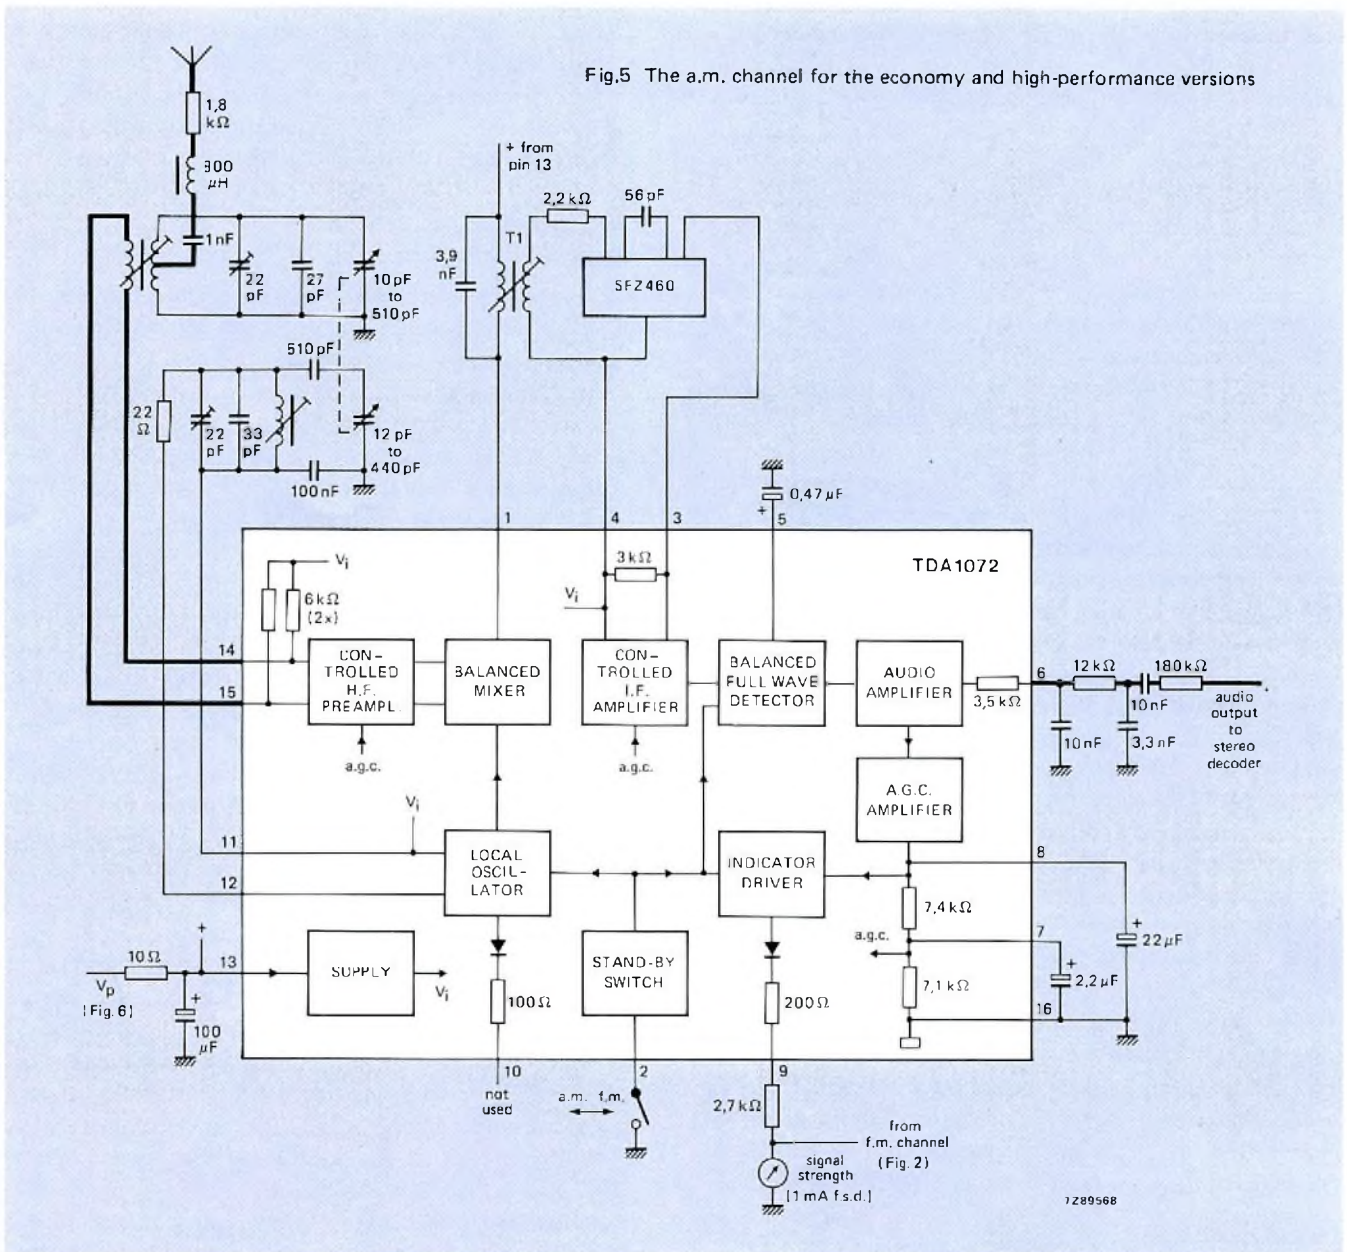 Fig.5 The a.m. channel for the economy and high-performance versions
1,8
kΩ
900
μH
1nF
22
pF
27
pF
10pF
to
510pF
510pF
22
Ω
22
pF
33
pF
12pF
to
440pF
100nF
+ from
pin 13
3,9
nF
T1
2,2kΩ
56pF
SFZ460
+
0,47μF
1
4
3
5
TDA1072
Vi
6kΩ
(2x)
3kΩ
Vi
14
15
CON-
TROLLED
H.F.
PREAMPL.
BALANCED
MIXER
CON-
TROLLED
I.F.
AMPLIFIER
BALANCED
FULL WAVE
DETECTOR
AUDIO
AMPLIFIER
3,5kΩ
6
12kΩ
180kΩ
10nF
10nF
3,3nF
audio
output
to
stereo
decoder
a.g.c.
a.g.c.
A.G.C.
AMPLIFIER
Vi
11
12
LOCAL
OSCIL-
LATOR
INDICATOR
DRIVER
8
7,4kΩ
a.g.c.
7
7,1kΩ
16
+
2,2μF
+
22μF
+
10Ω
13
Vp
(Fig. 6)
+
100
μF
SUPPLY
Vi
100Ω
STAND-BY
SWITCH
200Ω
10
not
used
2
a.m. f.m.
9
2,7kΩ
from
f.m. channel
(Fig. 2)
signal
strength
(1 mA f.s.d.)
7Z89568